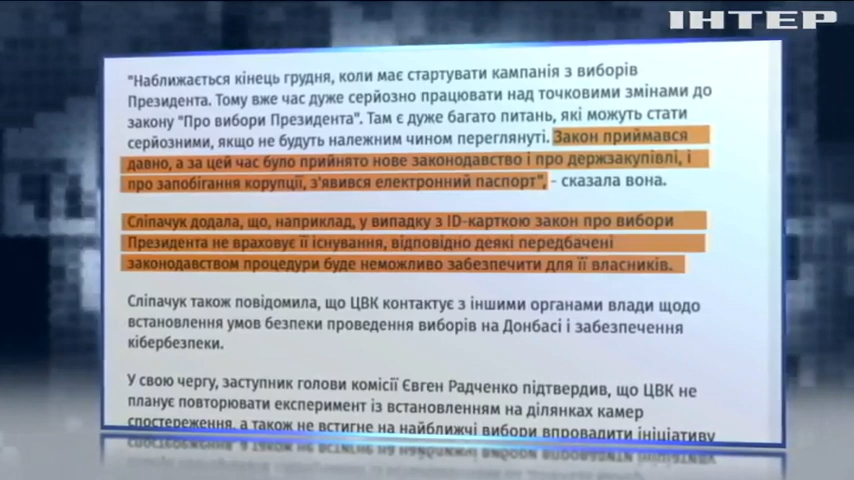 ІНТЕР
"Наближається кінець грудня, коли має стартувати кампанія з виборів
Президента. Тому вже час дуже серйозно працювати над точковими змінами до
закону "Про вибори Президента". Там є дуже багато питань, які можуть стати
серйозними, якщо не будуть належним чином переглянуті. Закон приймався
давно, а за цей час було прийнято нове законодавство і про держзакупівлі, і
про запобігання корупції, з'явився електронний паспорт", - сказала вона.
Сліпачук додала, що, наприклад, у випадку з ID-карткою закон про вибори
Президента не враховує її існування, відповідно деякі передбачені
законодавством процедури буде неможливо забезпечити для її власників.
Сліпачук також повідомила, що ЦВК контактує з іншими органами влади щодо
встановлення умов безпеки проведення виборів на Донбасі і забезпечення
кібербезпеки.
У свою чергу, заступник голови комісії Євген Радченко підтвердив, що ЦВК не
планує повторювати експеримент із встановленням на ділянках камер
спостереження, а також не встигне на найближчі вибори впровадити ініціативу